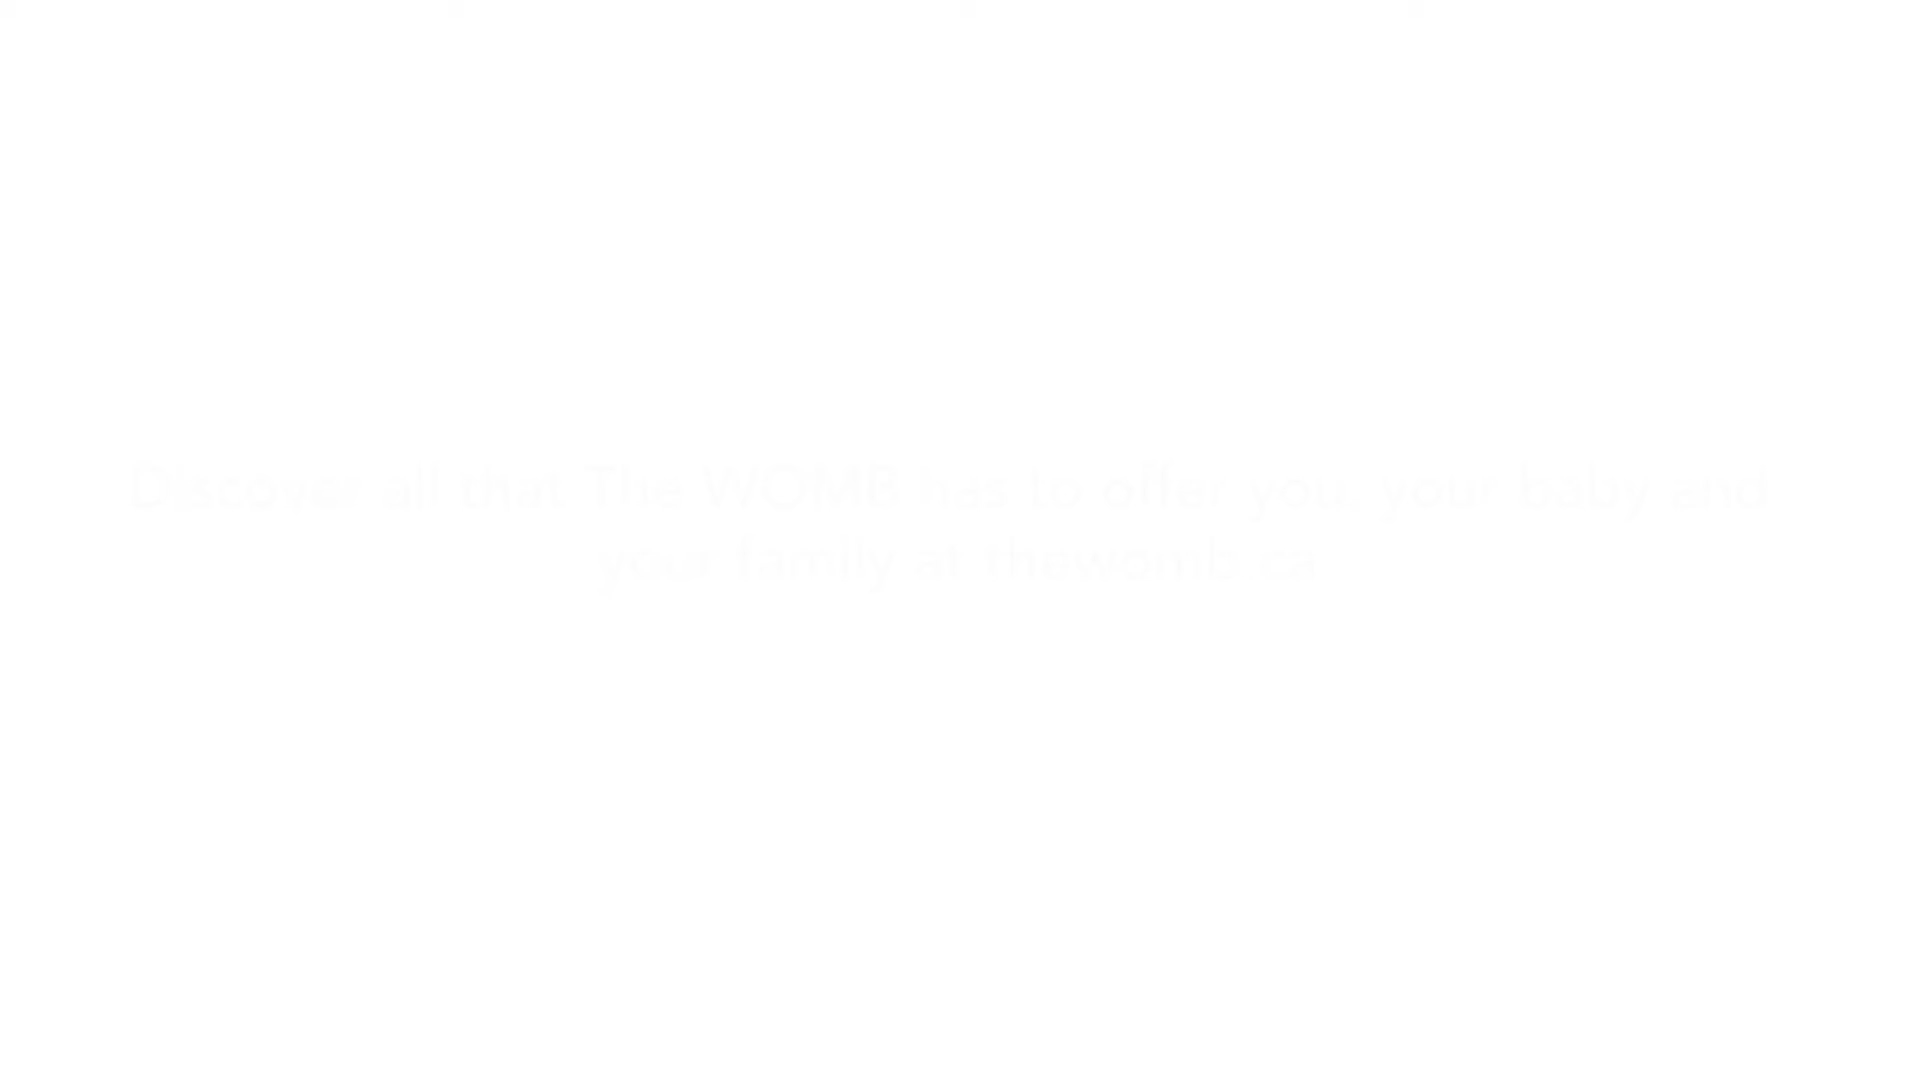 Discover all that The WOMB has to offer you, your baby and
your family at thewomb.ca